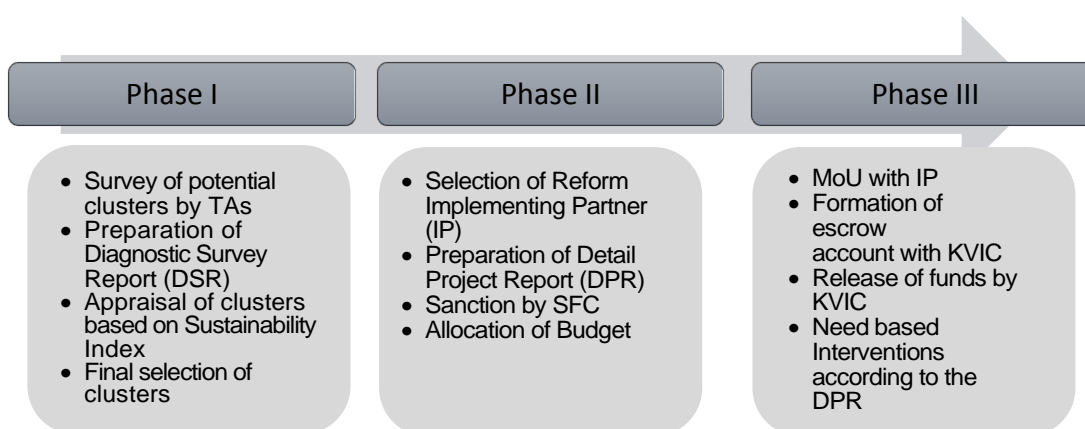 Phase I
• Survey of potential
clusters by TAs
• Preparation of
Diagnostic Survey
Report (DSR)
• Appraisal of clusters
based on Sustainability
Index
• Final selection of
clusters
Phase II
• Selection of Reform
Implementing Partner
(IP)
• Preparation of Detail
Project Report (DPR)
• Sanction by SFC
• Allocation of Budget
Phase III
• MoU with IP
• Formation of
escrow
account with KVIC
• Release of funds by
KVIC
• Need based
Interventions
according to the
DPR